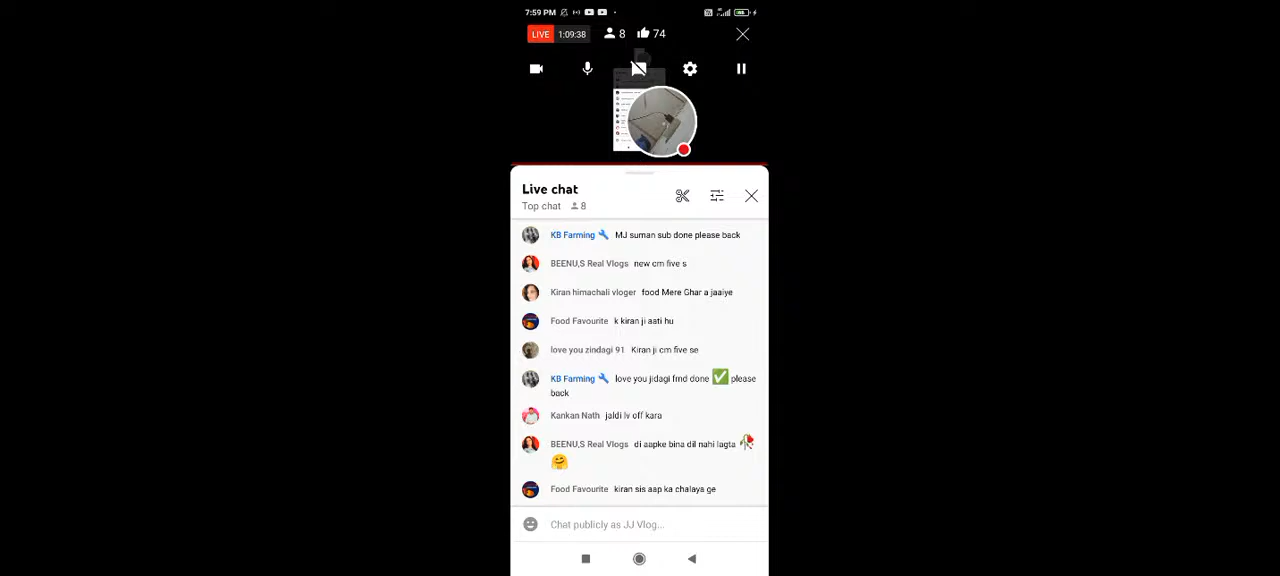 7:59 PM
LIVE 1:09:38 8 74
Live chat
Top chat 8
KB Farming MJ suman sub done please back
BEENU,S Real Vlogs new cm five s
Kiran himachali vloger food Mere Ghar a jaaiye
Food Favourite k kiran ji aati hu
love you zindagi 91 Kiran ji cm five se
KB Farming love you jidagi frnd done ✅ please
back
Kankan Nath jaldi lv off kara
BEENU,S Real Vlogs di aapke bina dil nahi lagta 🥀
🤗
Food Favourite kiran sis aap ka chalaya ge
Chat publicly as JJ Vlog...